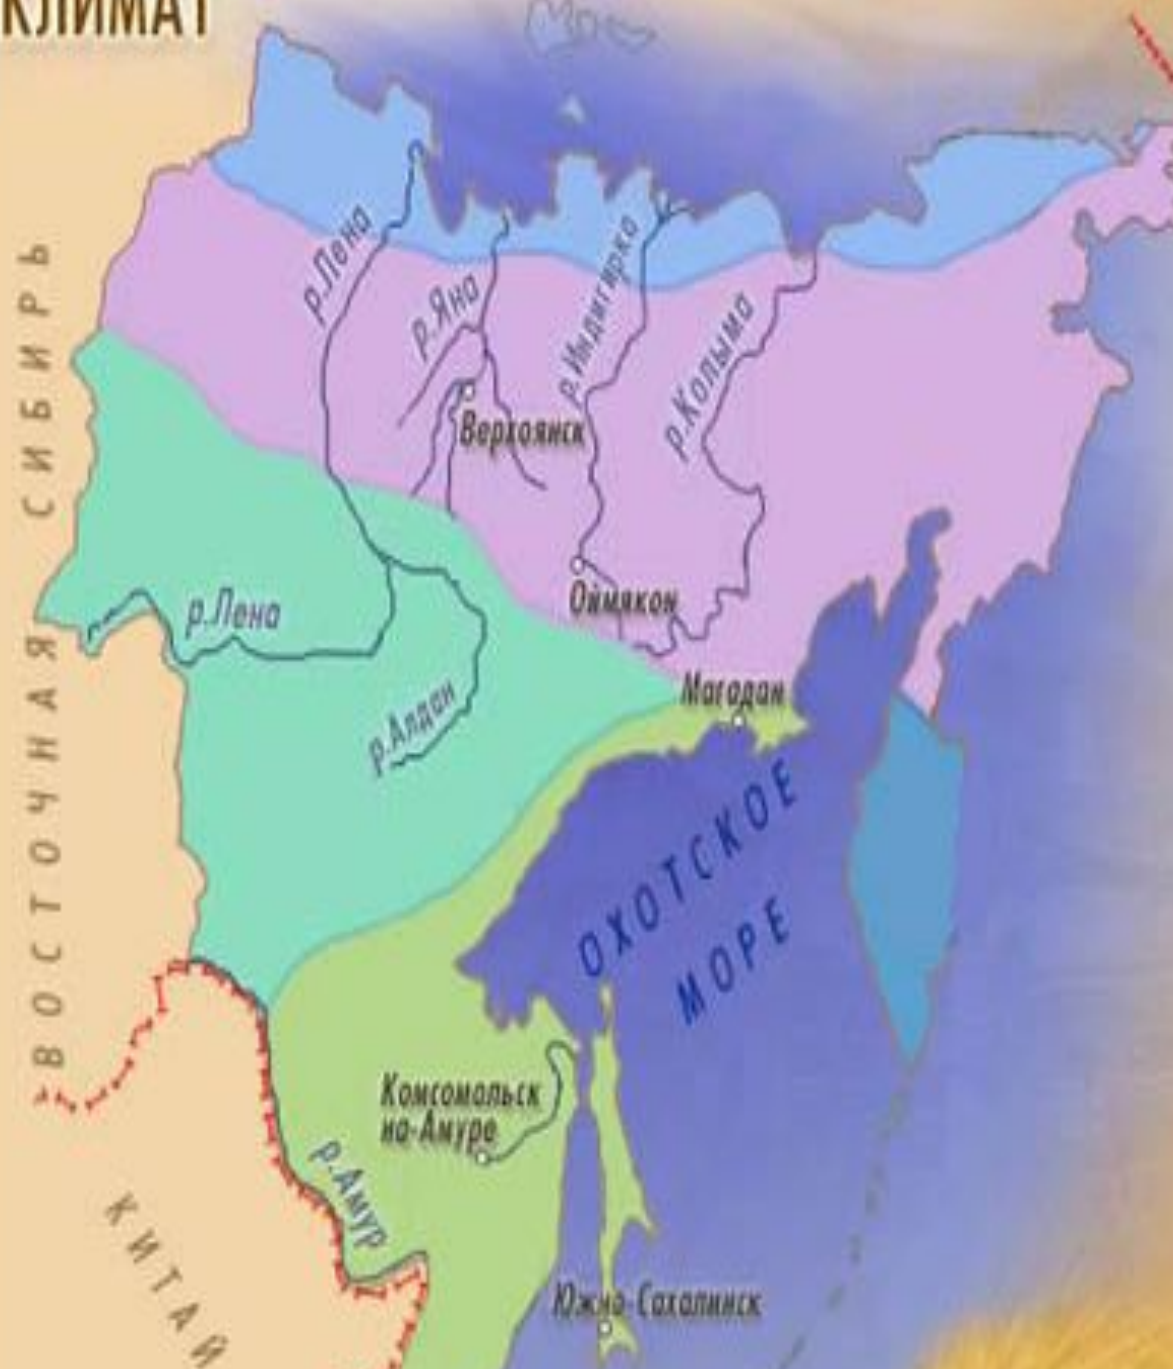 КЛИМАТ
р.Лена
р.Яна
р.Индигирка
р.Колыма
Верхоянск
ВОСТОЧНАЯ СИБИРЬ
Оймякон
р.Лена
р.Алдан
Магадан
ОХОТСКОЕ
МОРЕ
Комсомольск
на-Амуре
р.Амур
КИТАЙ
Южно-Сахалинск